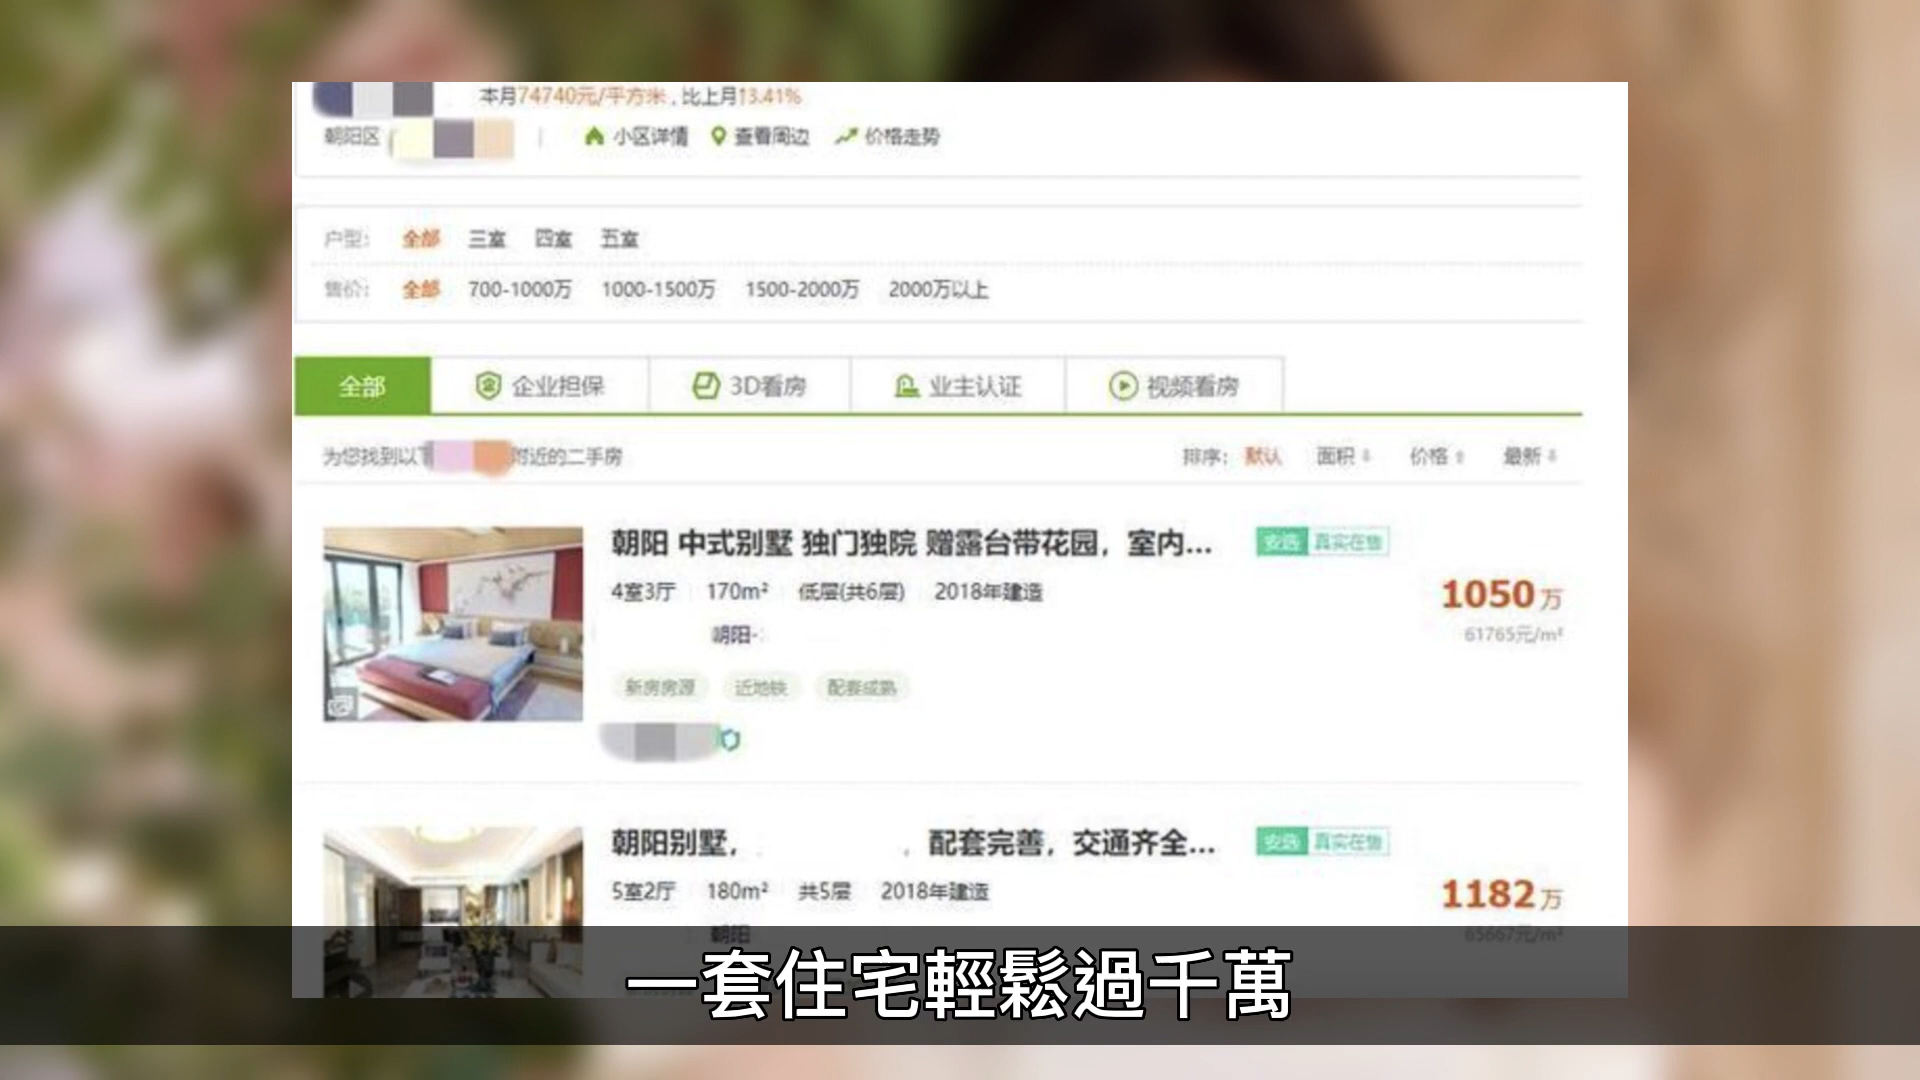 本月74740元/平方米，比上月↑3.41%
朝阳区 | 小区详情 查看周边 价格走势
户型： 全部 三室 四室 五室
售价： 全部 700-1000万 1000-1500万 1500-2000万 2000万以上
全部 企业担保 3D看房 业主认证 视频看房
为您找到以下 附近的二手房 排序： 默认 面积 价格 最新
朝阳 中式别墅 独门独院 赠露台带花园，室内... 安选 真实在售
4室3厅 170m² 低层(共6层) 2018年建造 1050万
朝阳- 61765元/m²
新房房源 近地铁 配套成熟
朝阳别墅， ，配套完善，交通齐全... 安选 真实在售
5室2厅 180m² 共5层 2018年建造 1182万
朝阳 65667元/m²
一套住宅輕鬆過千萬